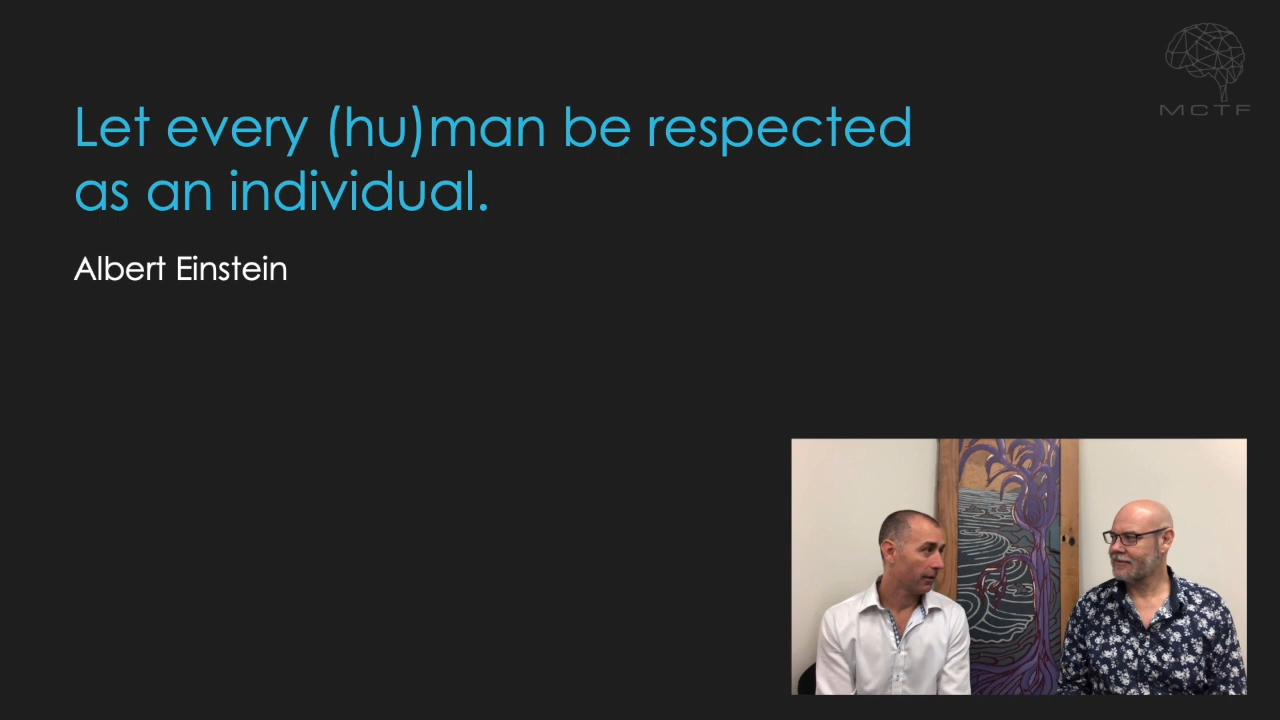 MCTF
Let every (hu)man be respected
as an individual.
Albert Einstein